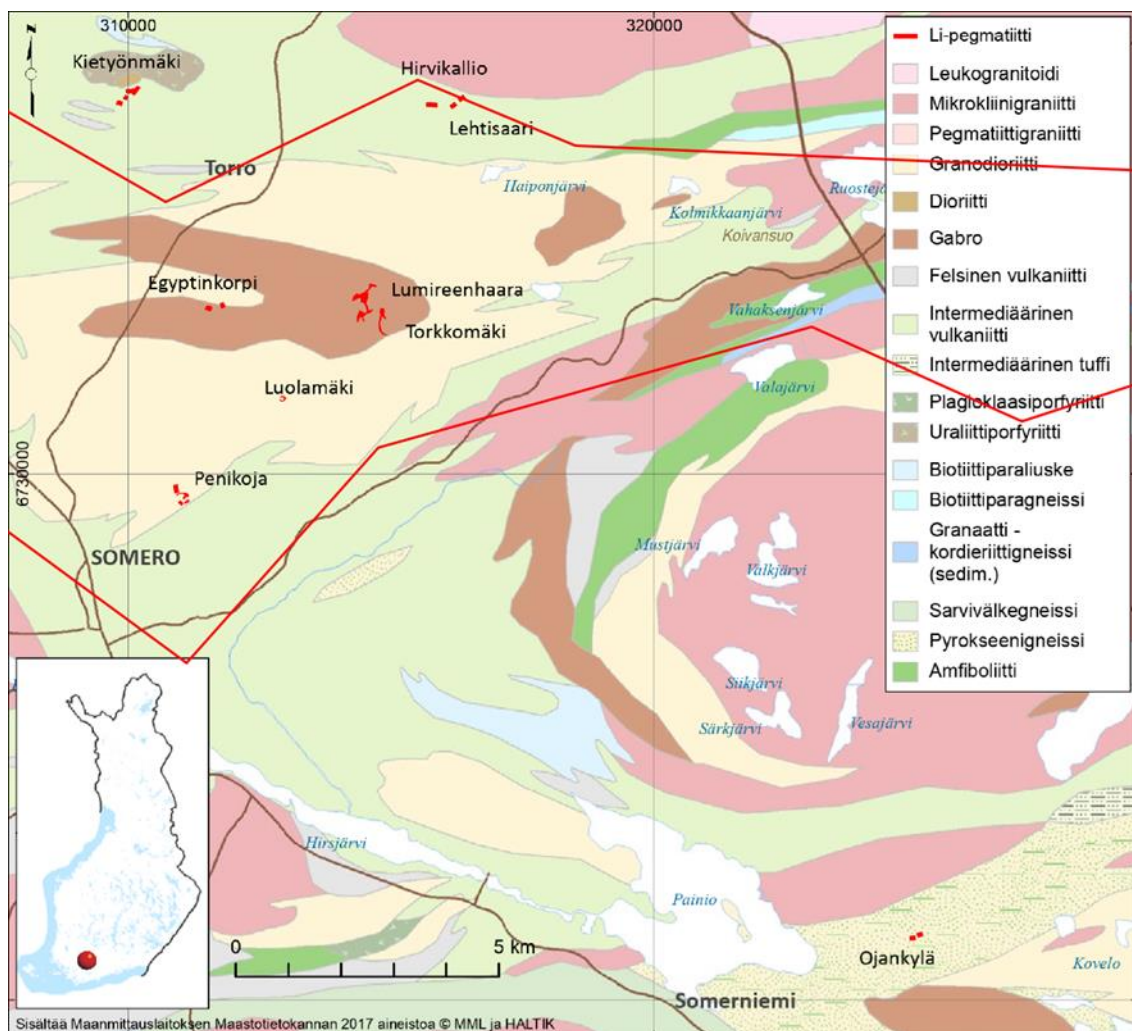 310000
320000
Kietyönmäki
Hirvikallio
Lehtisaari
Torro
Haiponjärvi
Kolmikkaanjärvi
Koivansuo
Egyptinkorpi
Lumireenhaara
Torkkomäki
Vahaksenjärvi
Luolamäki
Valajärvi
6730000
Penikoja
SOMERO
Mustjärvi
Valkjärvi
Siikjärvi
Särkjärvi
Vesajärvi
Hirsjärvi
Painio
0
5 km
Ojankylä
Kovelo
Somerniemi
Li-pegmatiitti
Leukogranitoidi
Mikrokliinigraniitti
Pegmatiittigraniitti
Granodioriitti
Dioriitti
Gabro
Felsinen vulkaniitti
Intermediäärinen
vulkaniitti
Intermediäärinen tuffi
Plagioklaasiporfyriitti
Uraliittiporfyriitti
Biotiittiparaliuske
Biotiittiparagneissi
Granaatti -
kordieriittigneissi
(sedim.)
Sarvivälkegneissi
Pyrokseenigneissi
Amfiboliitti
Sisältää Maanmittauslaitoksen Maastotietokannan 2017 aineistoa © MML ja HALTIK